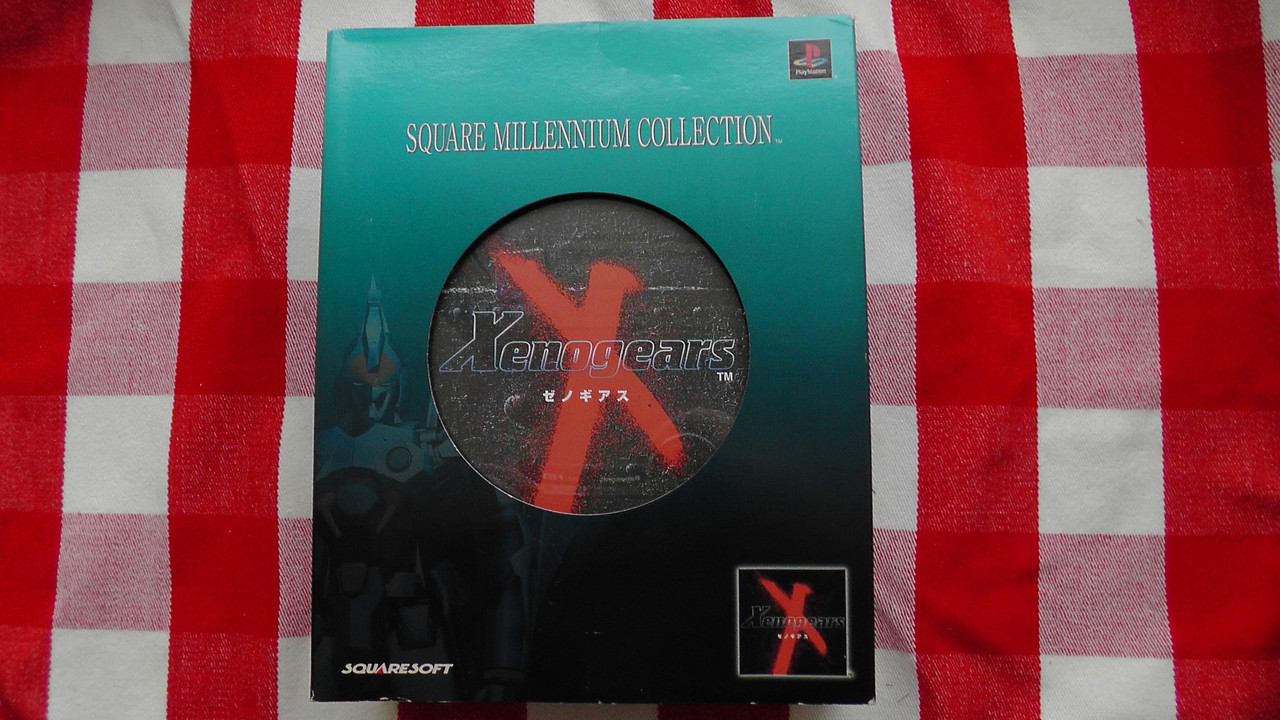 PlayStation
SQUARE MILLENNIUM COLLECTION™
Xenogears
TM
ゼノギアス
Xenogears
ゼノギアス
SQUARESOFT